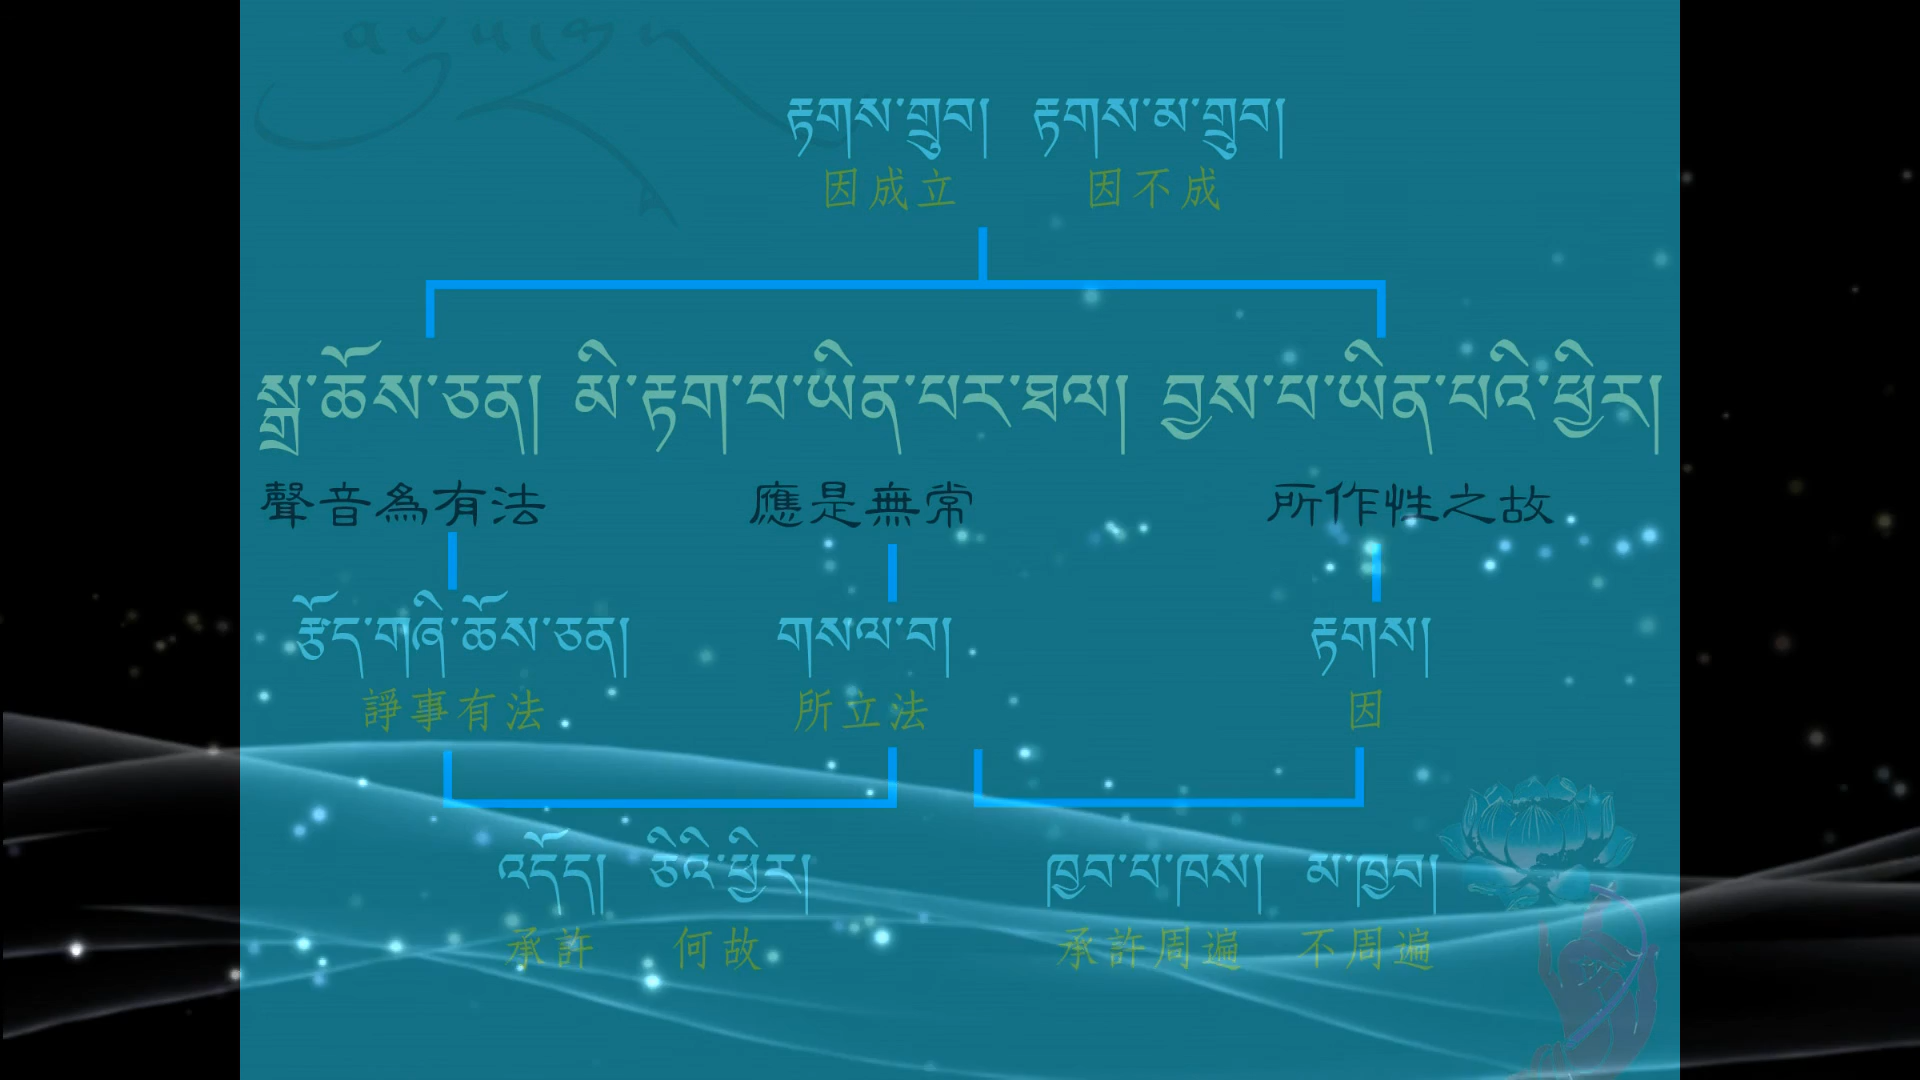 རྟགས་གྲུབ། རྟགས་མ་གྲུབ།
因成立 因不成
སྒྲ་ཆོས་ཅན། མི་རྟག་པ་ཡིན་པར་ཐལ། བྱས་པ་ཡིན་པའི་ཕྱིར།
聲音為有法 應是無常 所作性之故
རྩོད་གཞི་ཆོས་ཅན། གསལ་བ། རྟགས།
諍事有法 所立法 因
འདོད། ཅིའི་ཕྱིར། ཁྱབ་པ་ཁས། མ་ཁྱབ།
承許 何故 承許周遍 不周遍